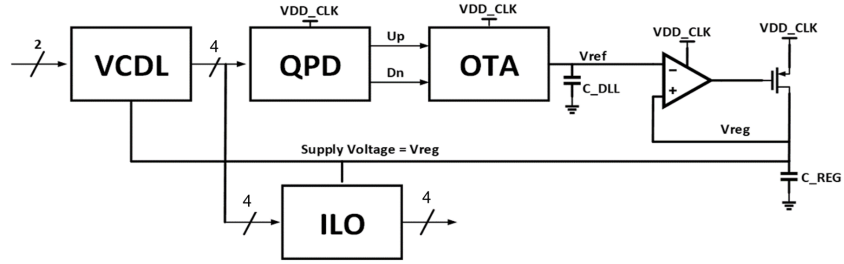 VDD_CLK
VDD_CLK
VDD_CLK
VDD_CLK
2
VCDL
4
QPD
Up
Dn
OTA
Vref
C_DLL
−
+
Vreg
Supply Voltage = Vreg
C_REG
4
ILO
4